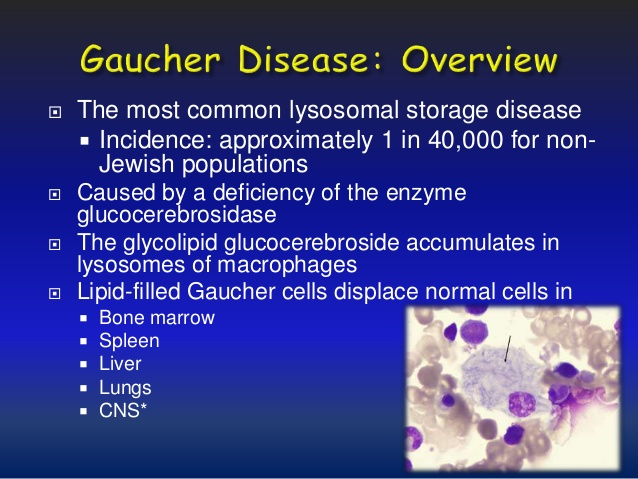 Gaucher Disease: Overview
The most common lysosomal storage disease
Incidence: approximately 1 in 40,000 for non-
Jewish populations
Caused by a deficiency of the enzyme
glucocerebrosidase
The glycolipid glucocerebroside accumulates in
lysosomes of macrophages
Lipid-filled Gaucher cells displace normal cells in
Bone marrow
Spleen
Liver
Lungs
CNS*